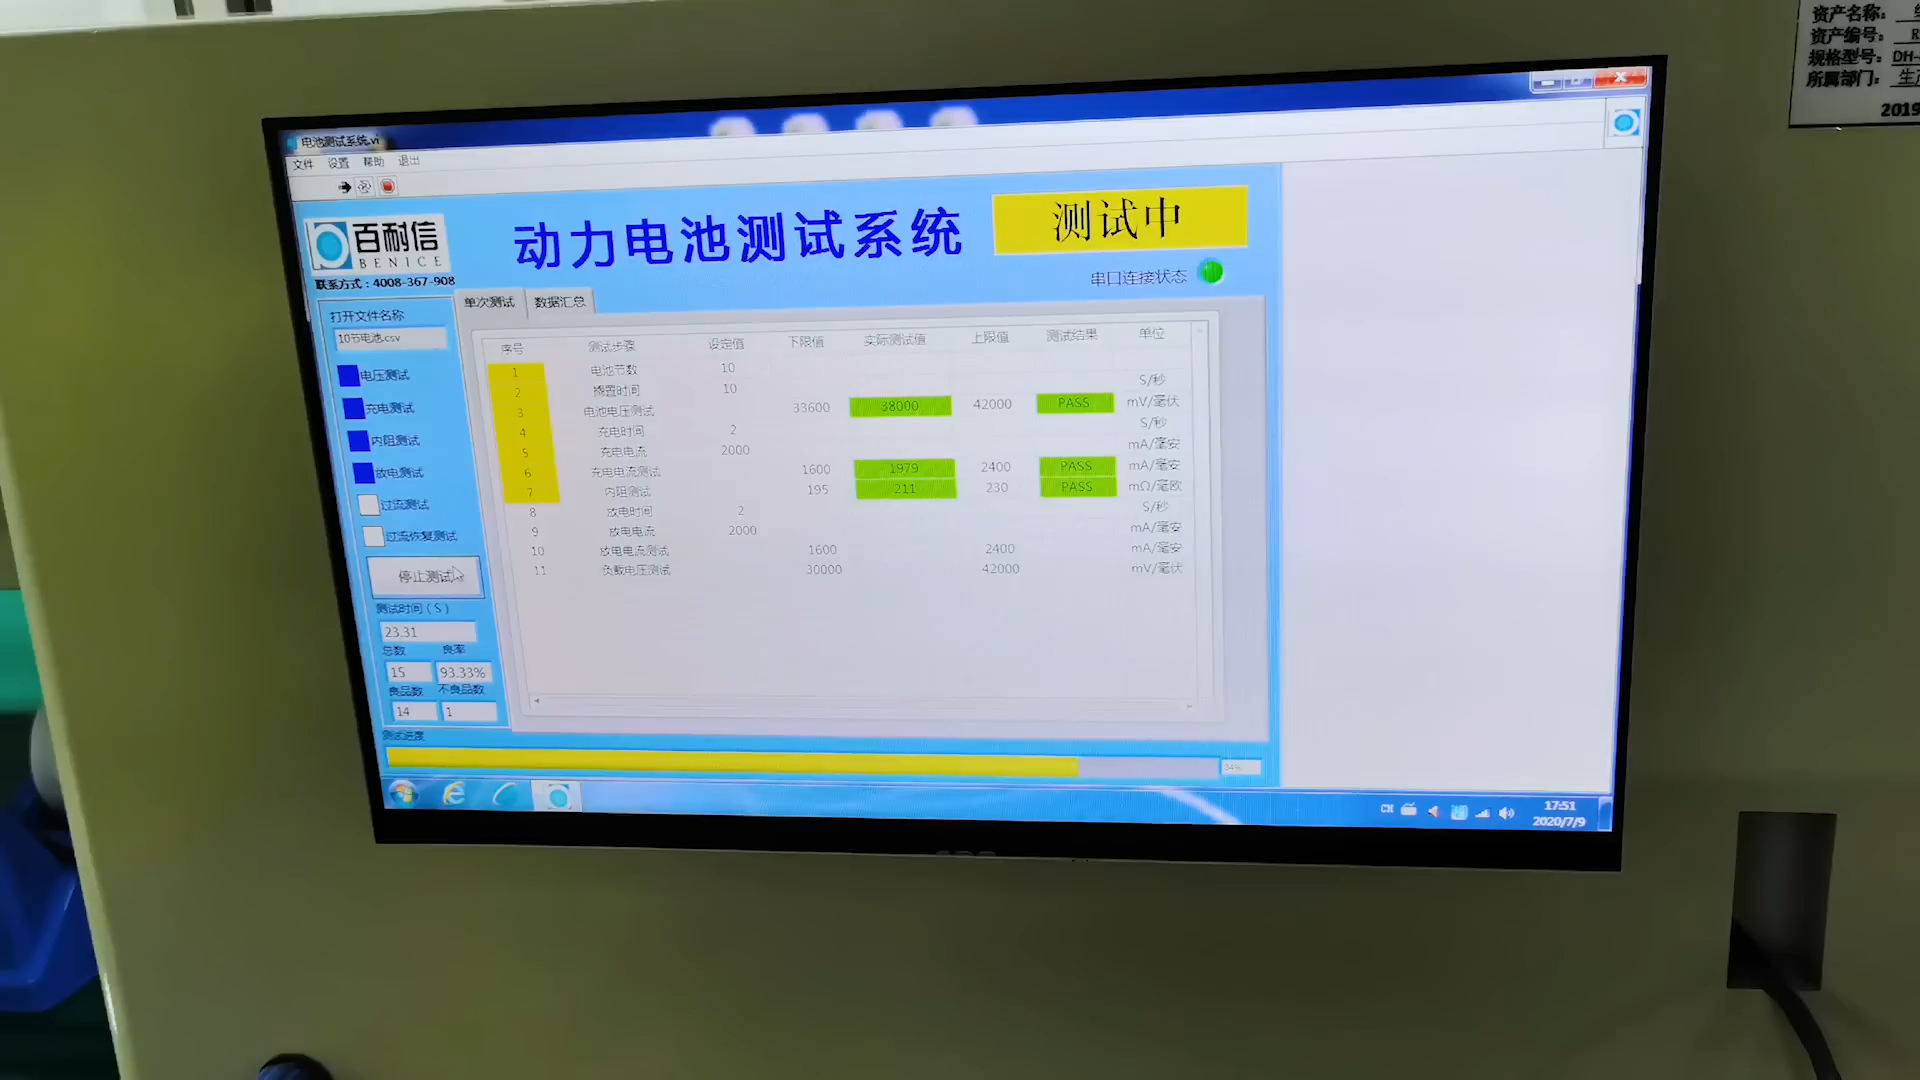 资产名称:
资产编号: R
规格型号: DH-
所属部门: 生产
2019
电池测试系统.vi
文件 设置 帮助 退出
百耐信
BENICE
联系方式：4008-367-908
动力电池测试系统
测试中
串口连接状态
打开文件名称
10节电池.csv
电压测试
充电测试
内阻测试
放电测试
过流测试
过流恢复测试
停止测试
测试时间（S）
23.31
总数 良率
15 93.33%
良品数 不良品数
14 1
单次测试 数据汇总
序号 测试步骤 设定值 下限值 实际测试值 上限值 测试结果 单位
1 电池节数 10
2 搁置时间 10 S/秒
3 电池电压测试 33600 38000 42000 PASS mV/毫伏
4 充电时间 2 S/秒
5 充电电流 2000 mA/毫安
6 充电电流测试 1600 1979 2400 PASS mA/毫安
7 内阻测试 195 211 230 PASS mΩ/毫欧
8 放电时间 2 S/秒
9 放电电流 2000 mA/毫安
10 放电电流测试 1600 2400 mA/毫安
11 负载电压测试 30000 42000 mV/毫伏
测试进度
CH
17:51
2020/7/9